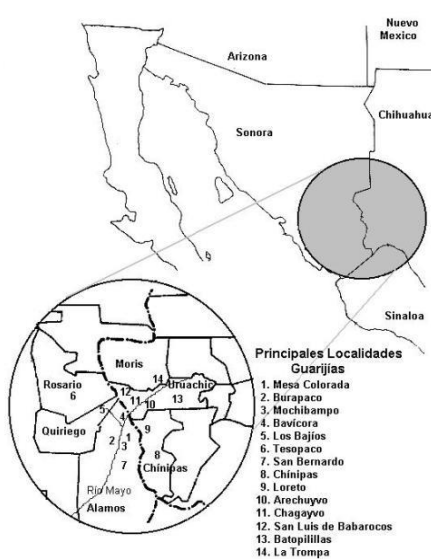 Nuevo
Mexico
Arizona
Chihuahua
Sonora
Sinaloa
Moris
14
Uruachic
Rosario
6
12
11
10
13
5
4
Quiriego
9
2
1
3
8
7
Chínipas
Río Mayo
Alamos
Principales Localidades
Guarijías
1. Mesa Colorada
2. Burapaco
3. Mochibampo
4. Bavícora
5. Los Bajíos
6. Tesopaco
7. San Bernardo
8. Chínipas
9. Loreto
10. Arechuyvo
11. Chagayvo
12. San Luis de Babarocos
13. Batopilillas
14. La Trompa